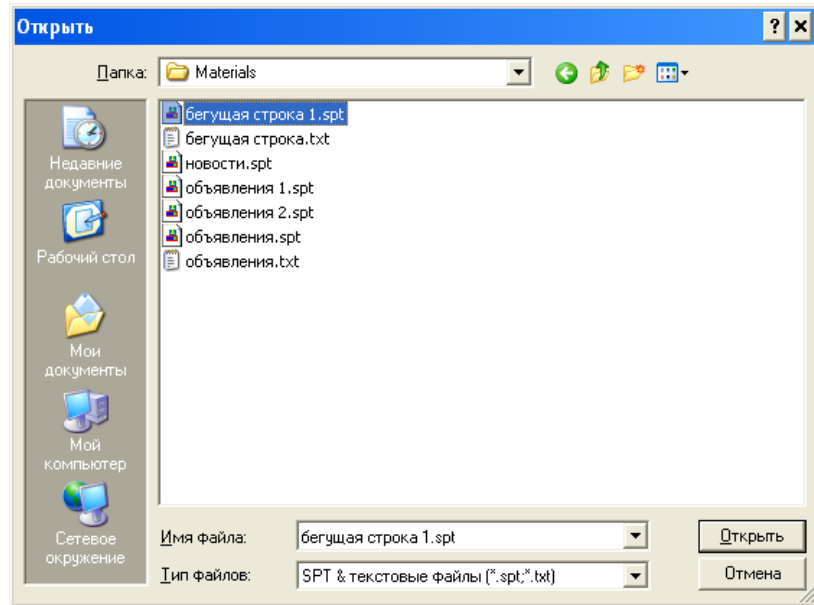 Открыть
Папка: Materials
бегущая строка 1.spt
бегущая строка.txt
новости.spt
объявления 1.spt
объявления 2.spt
объявления.spt
объявления.txt
Недавние
документы
Рабочий стол
Мои
документы
Мой
компьютер
Сетевое
окружение
Имя файла: бегущая строка 1.spt Открыть
Тип файлов: SPT & текстовые файлы (*.spt;*.txt) Отмена